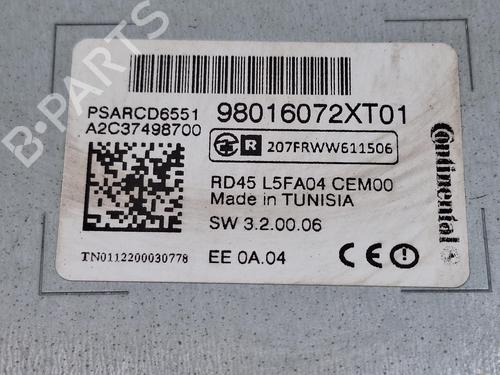 PSARCD6551
A2C37498700
98016072XT01
R 207FRWW611506
RD45 L5FA04 CEM00
Made in TUNISIA
SW 3.2.00.06
TN0112200030778
EE 0A.04
CE
Continental
B-PARTS